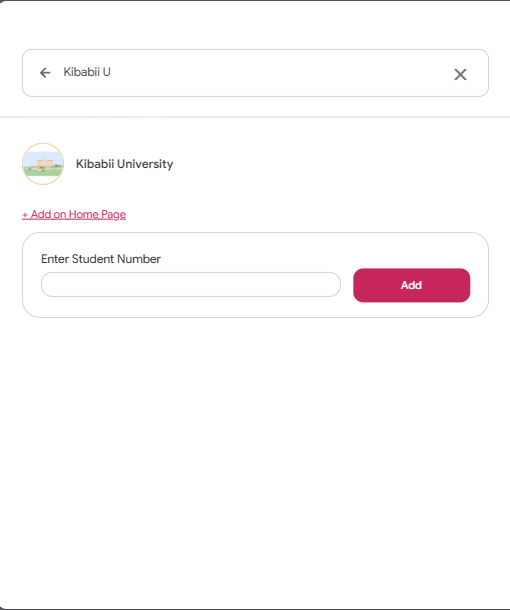 Kibabii U
Kibabii University
+ Add on Home Page
Enter Student Number
Add